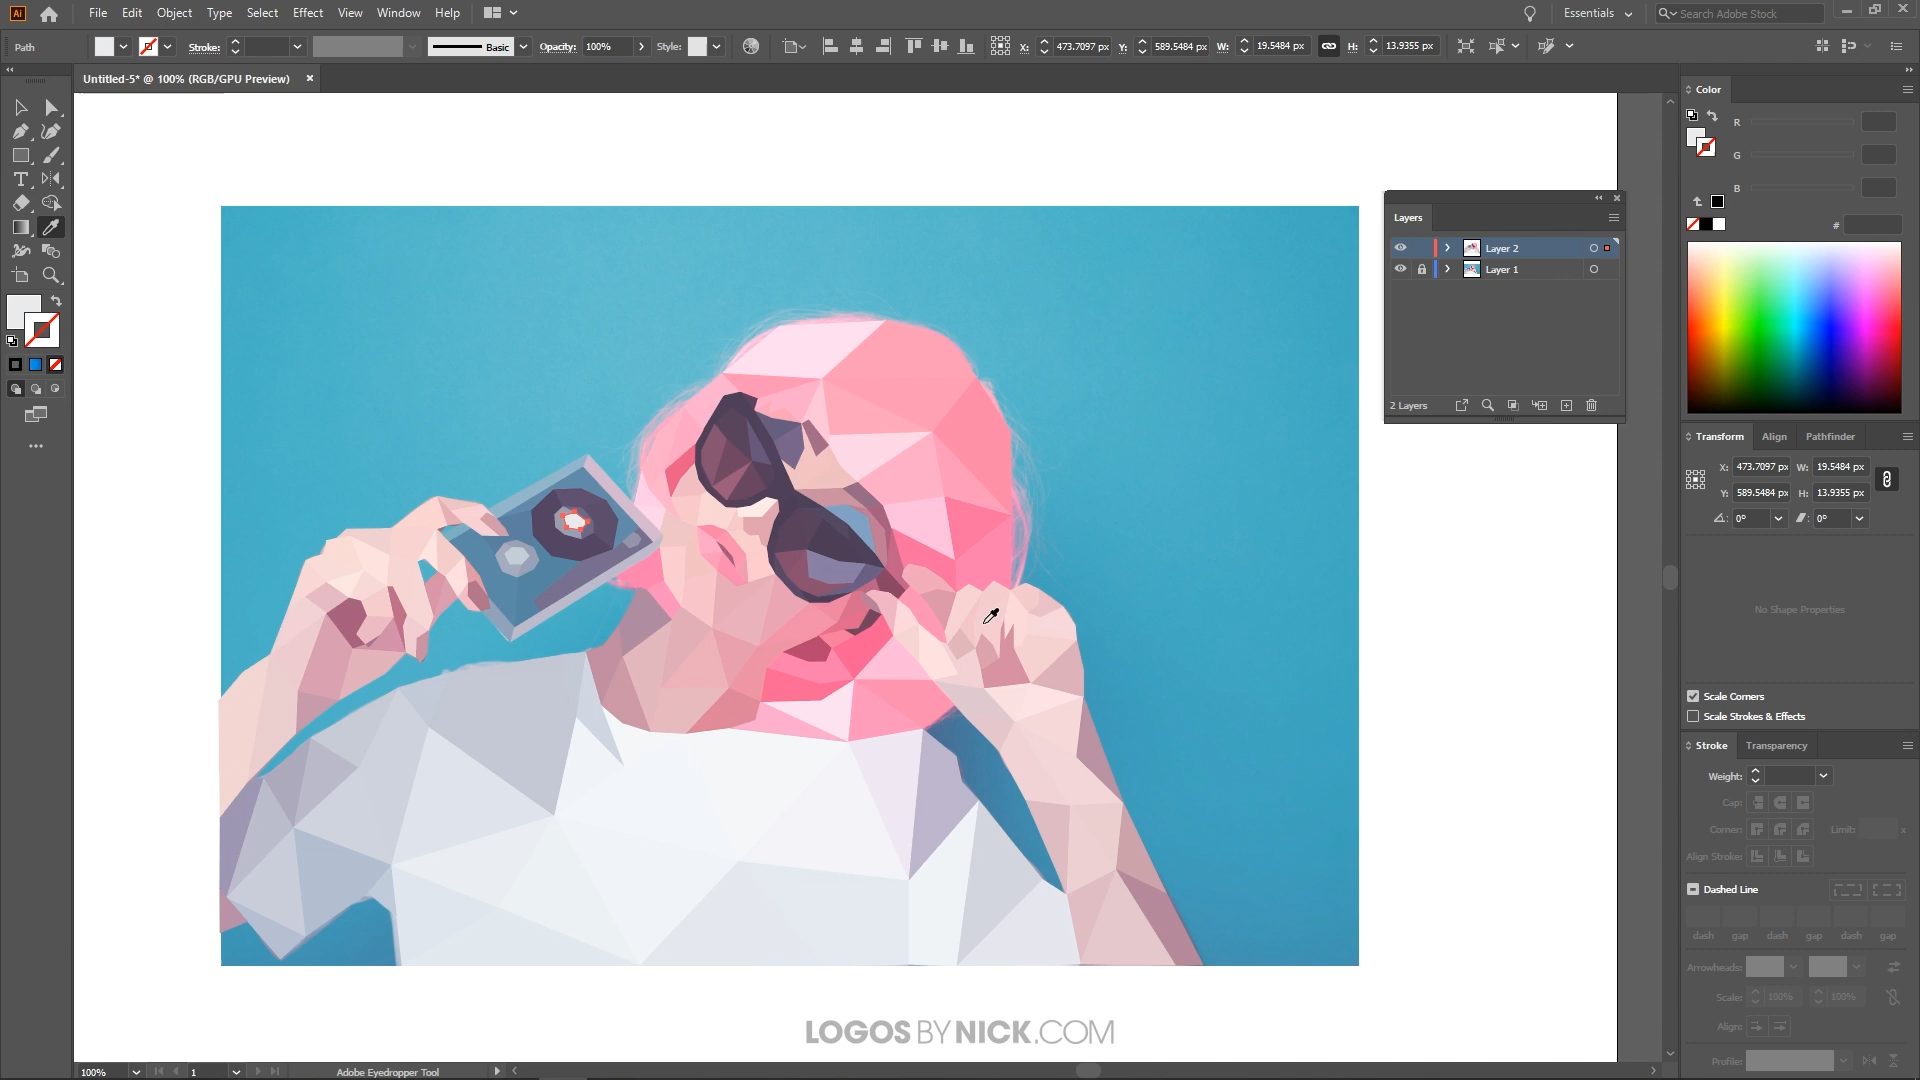 Ai File Edit Object Type Select Effect View Window Help Essentials Search Adobe Stock
Path Stroke: Basic Opacity: 100% Style: X: 473.7097 px Y: 589.5484 px W: 19.5484 px H: 13.9355 px
Untitled-5* @ 100% (RGB/GPU Preview)
Color
R
G
B
#
Layers
Layer 2
Layer 1
2 Layers
Transform Align Pathfinder
X: 473.7097 px W: 19.5484 px
Y: 589.5484 px H: 13.9355 px
0° 0°
No Shape Properties
Scale Corners
Scale Strokes & Effects
Stroke Transparency
Weight:
Cap:
Corner: Limit: x
Align Stroke:
Dashed Line
dash gap dash gap dash gap
Arrowheads:
Scale: 100% 100%
Align:
Profile:
LOGOS BY NICK.COM
100% 1 Adobe Eyedropper Tool